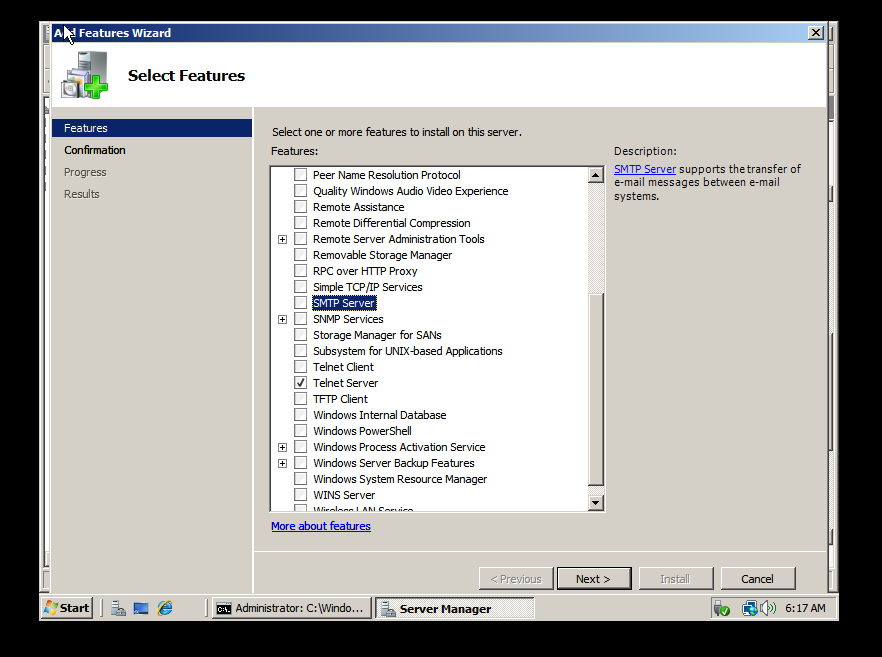 Add Features Wizard
Select Features
Features
Confirmation
Progress
Results
Select one or more features to install on this server.
Features:
Peer Name Resolution Protocol
Quality Windows Audio Video Experience
Remote Assistance
Remote Differential Compression
Remote Server Administration Tools
Removable Storage Manager
RPC over HTTP Proxy
Simple TCP/IP Services
SMTP Server
SNMP Services
Storage Manager for SANs
Subsystem for UNIX-based Applications
Telnet Client
Telnet Server
TFTP Client
Windows Internal Database
Windows PowerShell
Windows Process Activation Service
Windows Server Backup Features
Windows System Resource Manager
WINS Server
Wireless LAN Service
More about features
Description:
SMTP Server supports the transfer of
e-mail messages between e-mail
systems.
< Previous
Next >
Install
Cancel
Start
Administrator: C:\Windo...
Server Manager
6:17 AM